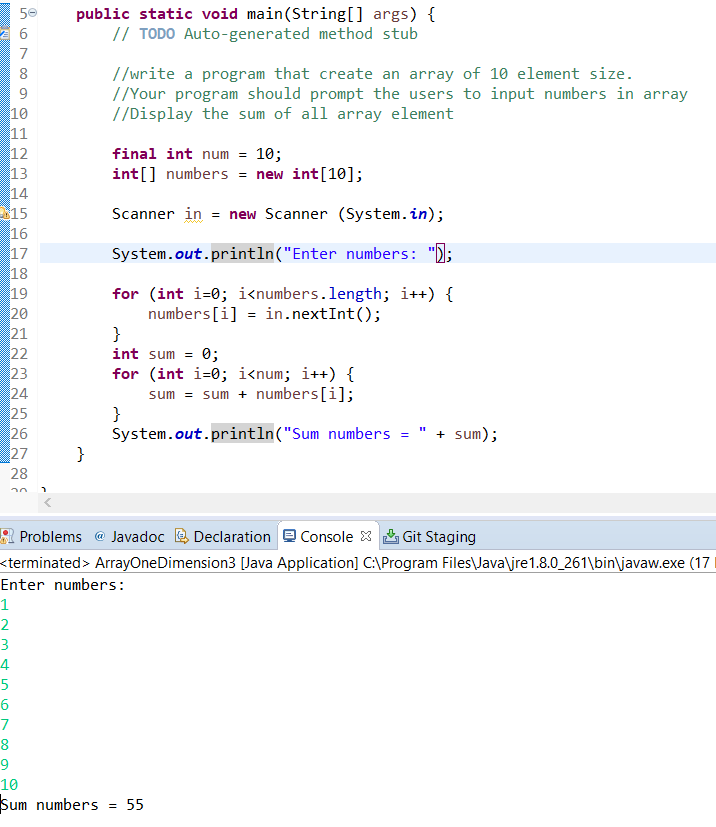 5 public static void main(String[] args) {
6 // TODO Auto-generated method stub
7
8 //write a program that create an array of 10 element size.
9 //Your program should prompt the users to input numbers in array
10 //Display the sum of all array element
11
12 final int num = 10;
13 int[] numbers = new int[10];
14
15 Scanner in = new Scanner (System.in);
16
17 System.out.println("Enter numbers: ");
18
19 for (int i=0; i<numbers.length; i++) {
20 numbers[i] = in.nextInt();
21 }
22 int sum = 0;
23 for (int i=0; i<num; i++) {
24 sum = sum + numbers[i];
25 }
26 System.out.println("Sum numbers = " + sum);
27 }
28
Problems @ Javadoc Declaration Console Git Staging
<terminated> ArrayOneDimension3 [Java Application] C:\Program Files\Java\jre1.8.0_261\bin\javaw.exe (17
Enter numbers:
1
2
3
4
5
6
7
8
9
10
Sum numbers = 55